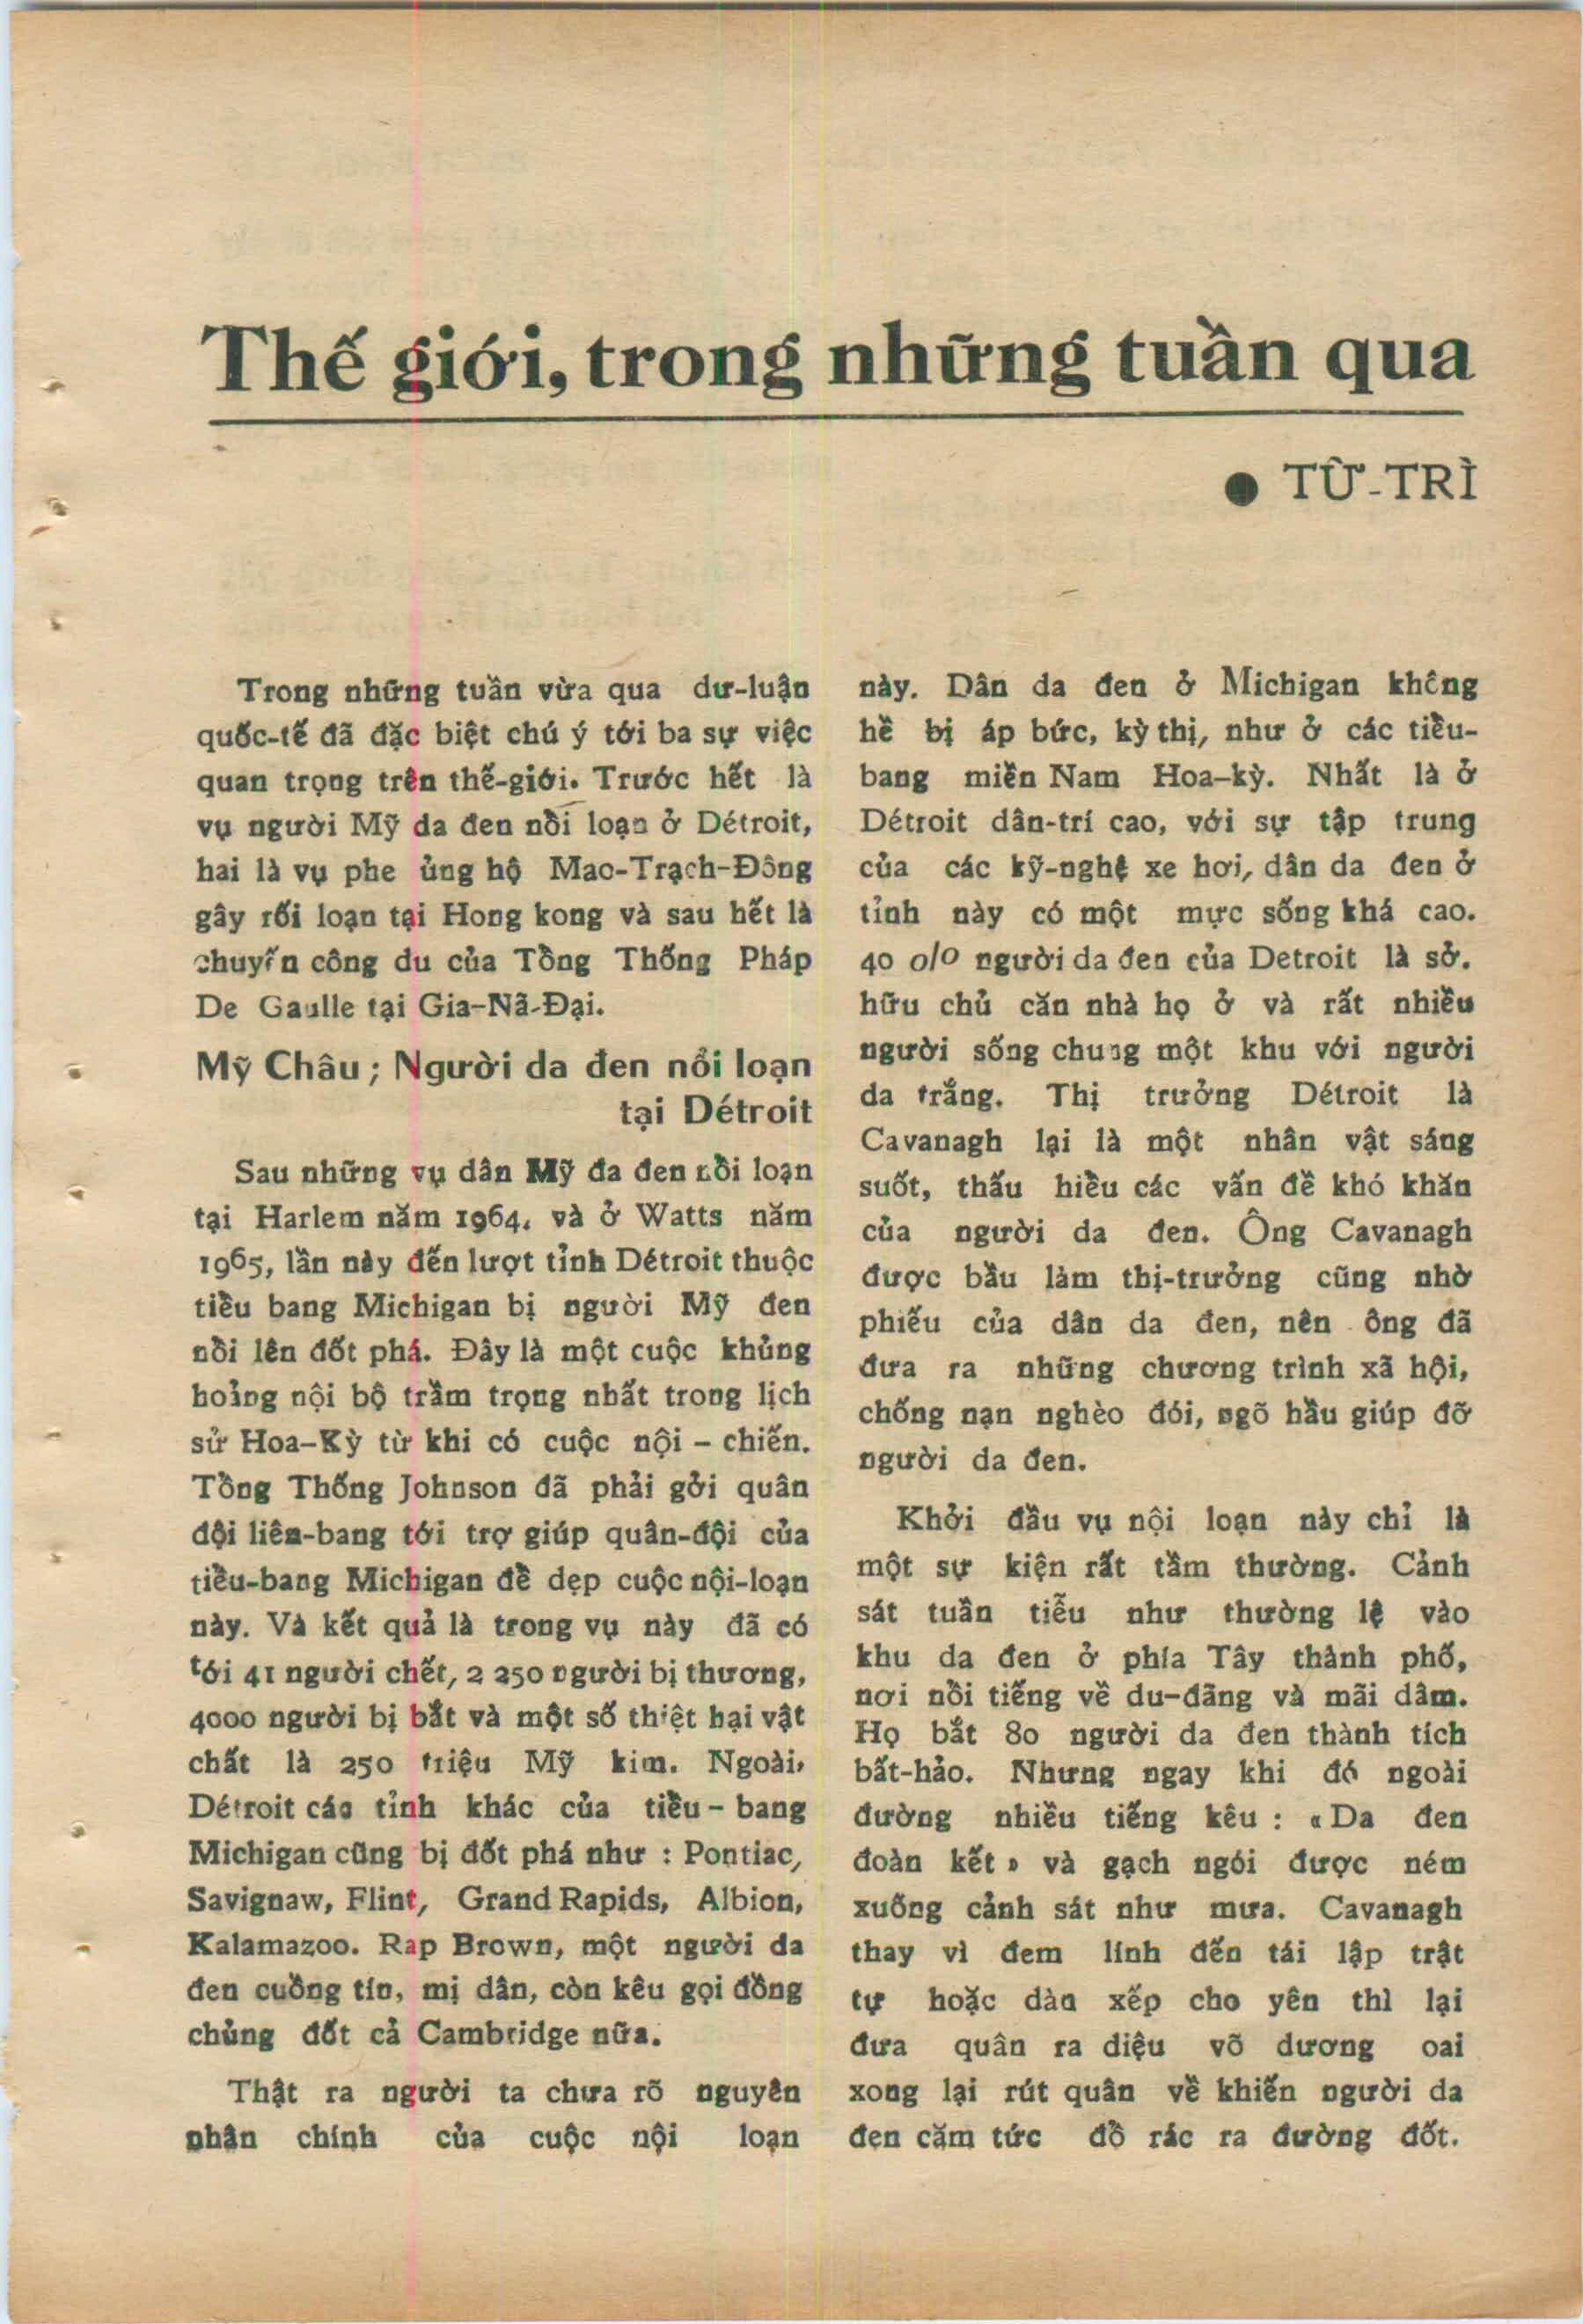 Thế giới, trong những tuần qua
● TỪ-TRÌ
Trong những tuần vừa qua dư-luận
quốc-tế đã đặc biệt chú ý tới ba sự việc
quan trọng trên thế-giới. Trước hết là
vụ người Mỹ da đen nổi loạn ở Détroit,
hai là vụ phe ủng hộ Mao-Trạch-Đông
gây rối loạn tại Hong kong và sau hết là
chuyến công du của Tổng Thống Pháp
De Gaulle tại Gia-Nã-Đại.
Mỹ Châu ; Người da đen nổi loạn
tại Détroit
Sau những vụ dân Mỹ đa đen nổi loạn
tại Harlem năm 1964, và ở Watts năm
1965, lần này đến lượt tỉnh Détroit thuộc
tiểu bang Michigan bị người Mỹ đen
nổi lên đốt phá. Đây là một cuộc khủng
hoảng nội bộ trầm trọng nhất trong lịch
sử Hoa-Kỳ từ khi có cuộc nội - chiến.
Tổng Thống Johnson đã phải gởi quân
đội liên-bang tới trợ giúp quân-đội của
tiểu-bang Michigan để dẹp cuộc nội-loạn
này. Và kết quả là trong vụ này đã có
tới 41 người chết, 2 250 người bị thương,
4000 người bị bắt và một số thiệt hại vật
chất là 250 triệu Mỹ kim. Ngoài,
Détroit các tỉnh khác của tiểu - bang
Michigan cũng bị đốt phá như : Pontiac,
Savignaw, Flint, Grand Rapids, Albion,
Kalamazoo. Rap Brown, một người da
đen cuồng tín, mị dân, còn kêu gọi đồng
chủng đốt cả Cambridge nữa.
Thật ra người ta chưa rõ nguyên
nhân chính của cuộc nội loạn
này. Dân da đen ở Michigan không
hề bị áp bức, kỳ thị, như ở các tiểu-
bang miền Nam Hoa-kỳ. Nhất là ở
Détroit dân-trí cao, với sự tập trung
của các kỹ-nghệ xe hơi, dân da đen ở
tỉnh này có một mực sống khá cao.
40 o/o người da đen của Detroit là sở.
hữu chủ căn nhà họ ở và rất nhiều
người sống chung một khu với người
da trắng. Thị trưởng Détroit là
Cavanagh lại là một nhân vật sáng
suốt, thấu hiểu các vấn đề khó khăn
của người da đen. Ông Cavanagh
được bầu làm thị-trưởng cũng nhờ
phiếu của dân da đen, nên ông đã
đưa ra những chương trình xã hội,
chống nạn nghèo đói, ngõ hầu giúp đỡ
người da đen.
Khởi đầu vụ nội loạn này chỉ là
một sự kiện rất tầm thường. Cảnh
sát tuần tiễu như thường lệ vào
khu da đen ở phía Tây thành phố,
nơi nổi tiếng về du-đãng và mãi dâm.
Họ bắt 80 người da đen thành tích
bất-hảo. Nhưng ngay khi đó ngoài
đường nhiều tiếng kêu : « Da đen
đoàn kết » và gạch ngói được ném
xuống cảnh sát như mưa. Cavanagh
thay vì đem lính đến tái lập trật
tự hoặc dàn xếp cho yên thì lại
đưa quân ra diệu võ dương oai
xong lại rút quân về khiến người da
đen căm tức đổ rác ra đường đốt.